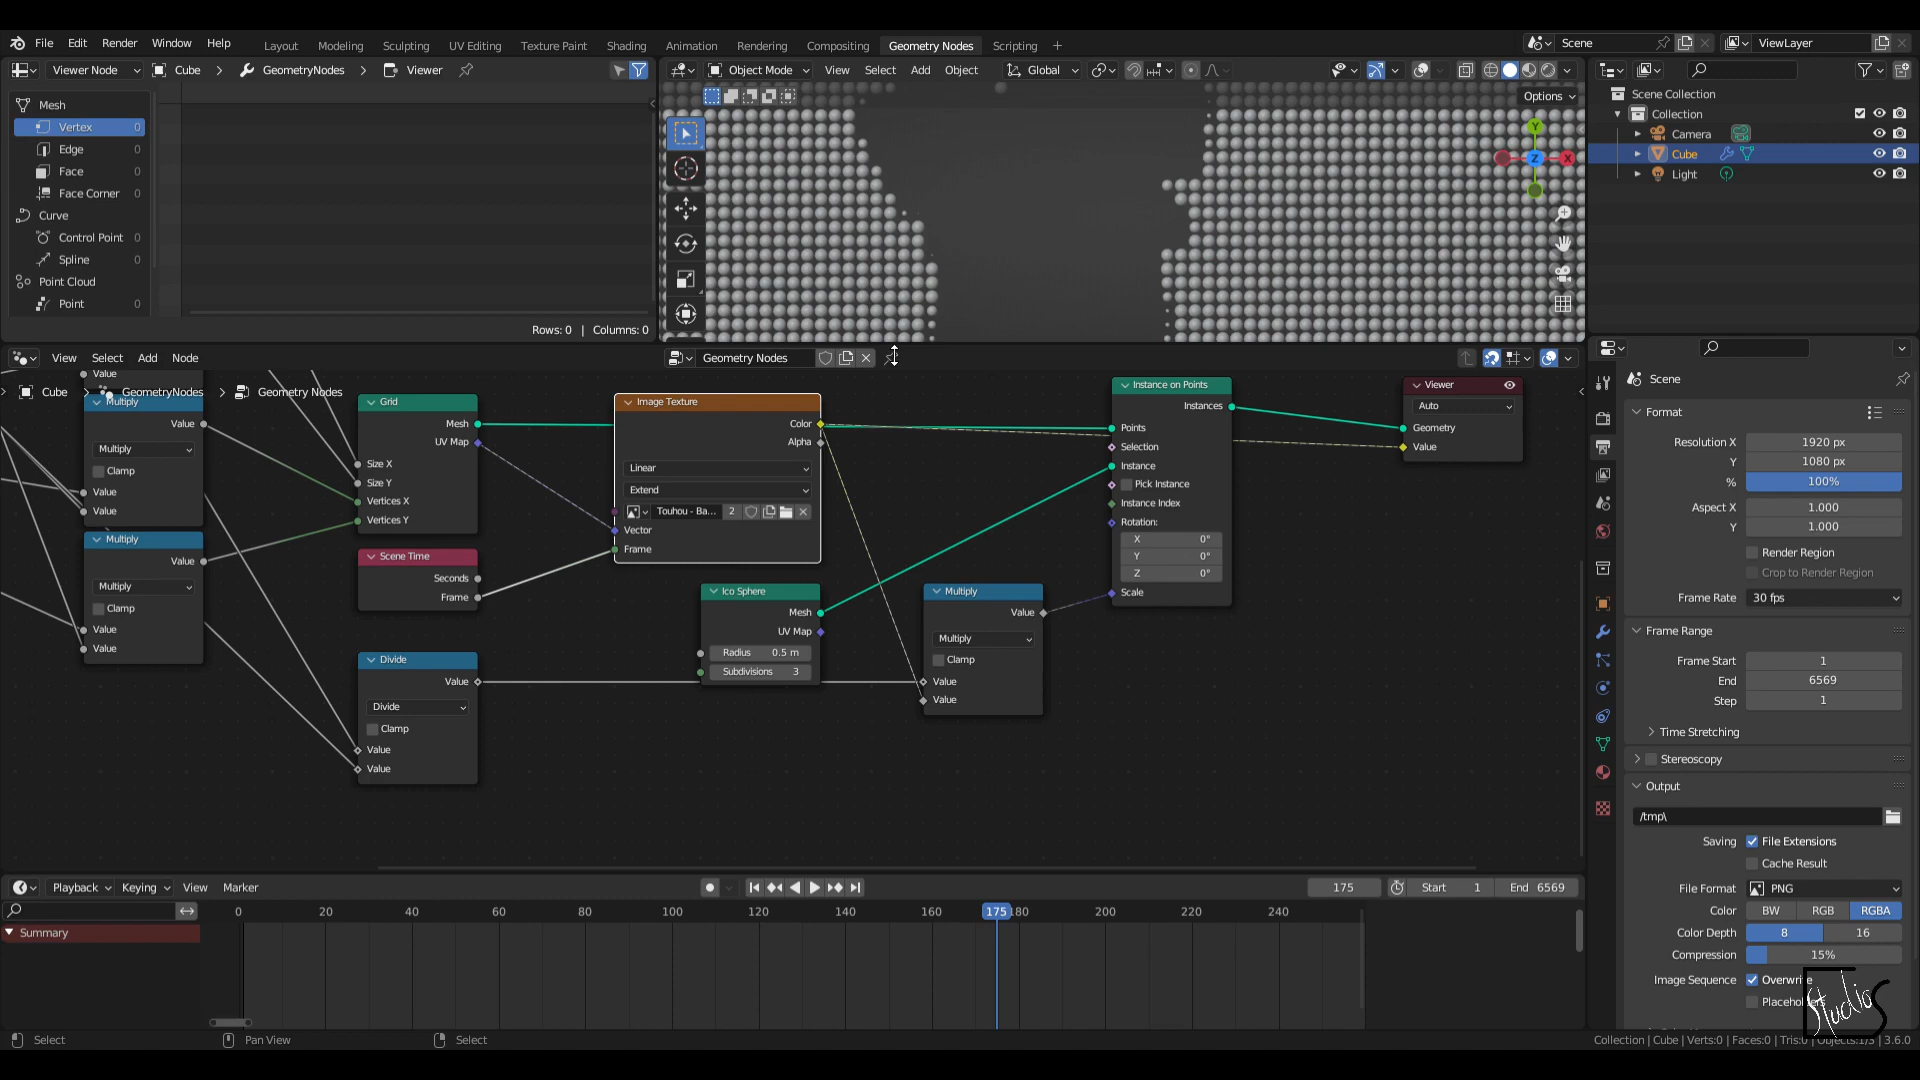 File Edit Render Window Help
Layout Modeling Sculpting UV Editing Texture Paint Shading Animation Rendering Compositing Geometry Nodes Scripting +
Scene ViewLayer
Viewer Node Cube > GeometryNodes > Viewer
Object Mode View Select Add Object Global
Options
Mesh
Vertex 0
Edge 0
Face 0
Face Corner 0
Curve
Control Point 0
Spline 0
Point Cloud
Point 0
Rows: 0 | Columns: 0
Y
Z X
Scene Collection
Collection
Camera
Cube
Light
View Select Add Node
Geometry Nodes
Cube > GeometryNodes > Geometry Nodes
Value
Multiply
Value
Multiply
Clamp
Value
Value
Multiply
Value
Multiply
Clamp
Value
Value
Grid
Mesh
UV Map
Size X
Size Y
Vertices X
Vertices Y
Scene Time
Seconds
Frame
Divide
Value
Divide
Clamp
Value
Value
Image Texture
Color
Alpha
Linear
Extend
Touhou - Ba... 2
Vector
Frame
Ico Sphere
Mesh
UV Map
Radius 0.5 m
Subdivisions 3
Multiply
Value
Multiply
Clamp
Value
Value
Instance on Points
Instances
Points
Selection
Instance
Pick Instance
Instance Index
Rotation:
X 0°
Y 0°
Z 0°
Scale
Viewer
Auto
Geometry
Value
Scene
Format
Resolution X 1920 px
Y 1080 px
% 100%
Aspect X 1.000
Y 1.000
Render Region
Crop to Render Region
Frame Rate 30 fps
Frame Range
Frame Start 1
End 6569
Step 1
Time Stretching
Stereoscopy
Output
/tmp\
Saving File Extensions
Cache Result
File Format PNG
Color BW RGB RGBA
Color Depth 8 16
Compression 15%
Image Sequence Overwrite
Studios
Playback Keying View Marker
175 Start 1 End 6569
0 20 40 60 80 100 120 140 160 175 180 200 220 240
Summary
Select Pan View Select
Collection | Cube | Verts:0 | Faces:0 | Tris:0 | Objects:1/3 | 3.6.0